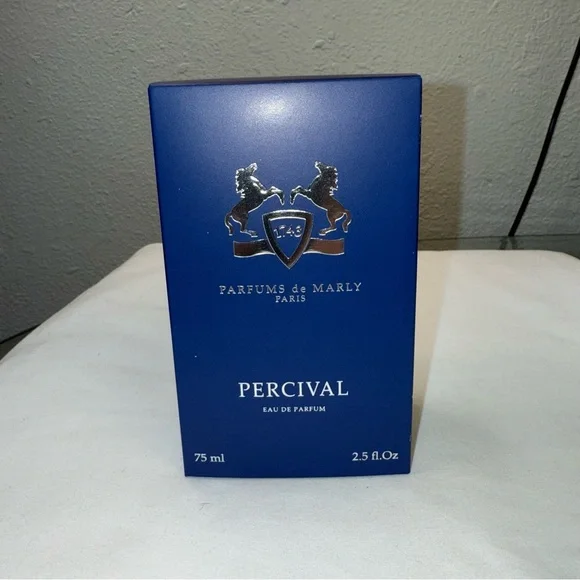 1743
PARFUMS de MARLY
PARIS
PERCIVAL
EAU DE PARFUM
75 ml 2.5 fl.Oz